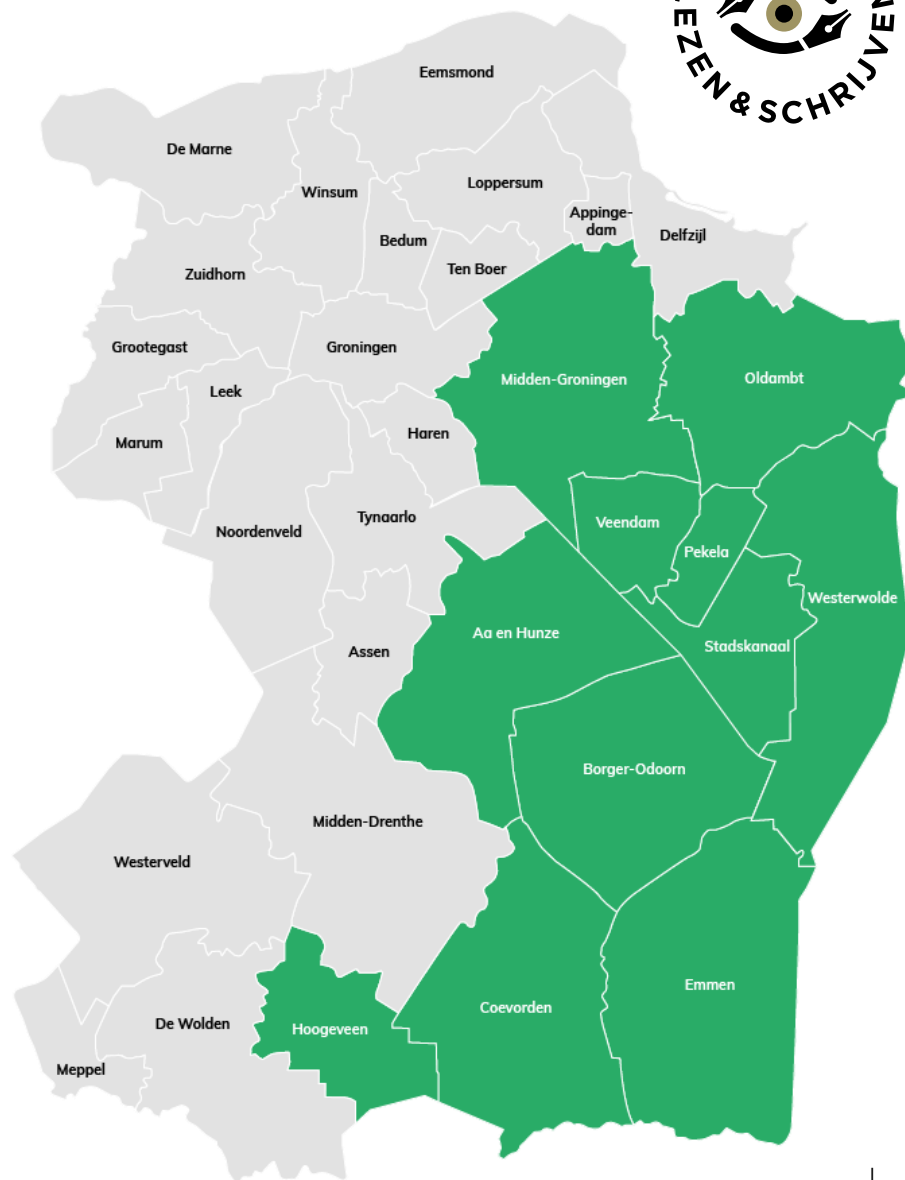 EZEN & SCHRIJVEN
Eemsmond
De Marne
Winsum
Loppersum
Appinge-
dam
Delfzijl
Bedum
Ten Boer
Zuidhorn
Grootegast
Groningen
Midden-Groningen
Oldambt
Leek
Marum
Haren
Noordenveld
Tynaarlo
Veendam
Pekela
Westerwolde
Aa en Hunze
Stadskanaal
Assen
Borger-Odoorn
Midden-Drenthe
Westerveld
Emmen
Coevorden
De Wolden
Hoogeveen
Meppel